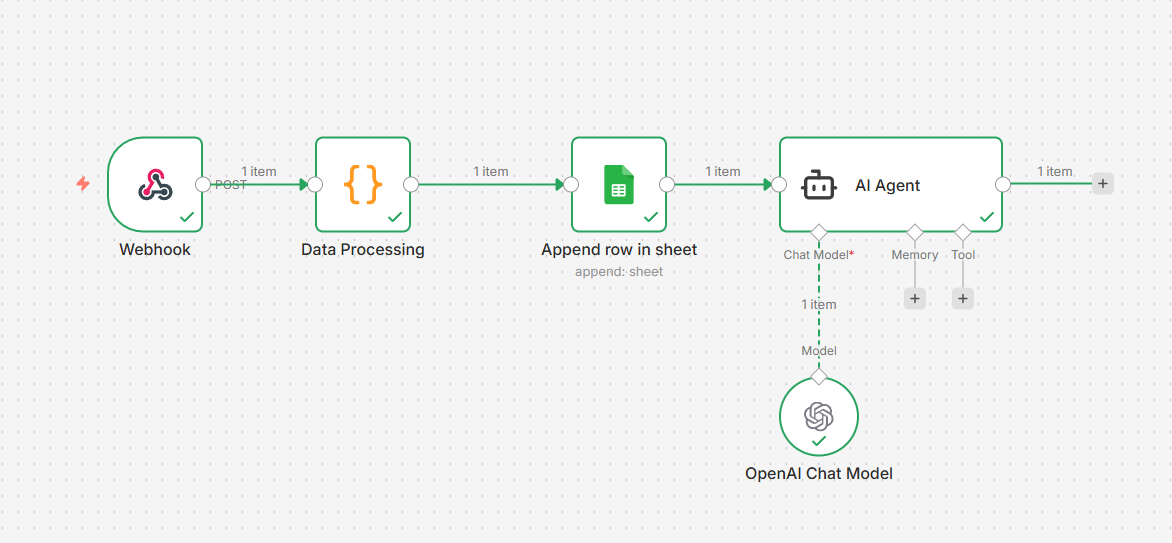 1 item
1 item
1 item
1 item
POST
AI Agent
Webhook
Data Processing
Append row in sheet
append: sheet
Chat Model*
Memory
Tool
+
+
+
1 item
Model
OpenAI Chat Model